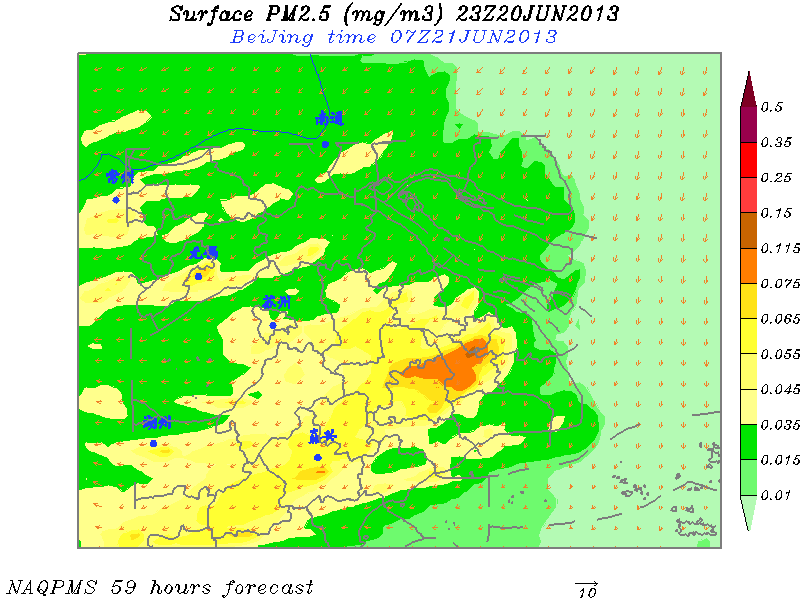 Surface PM2.5 (mg/m3) 23Z20JUN2013
BeiJing time 07Z21JUN2013
南通
常州
无锡
苏州
湖州
嘉兴
0.5
0.35
0.25
0.15
0.115
0.075
0.065
0.055
0.045
0.035
0.015
0.01
NAQPMS 59 hours forecast
10